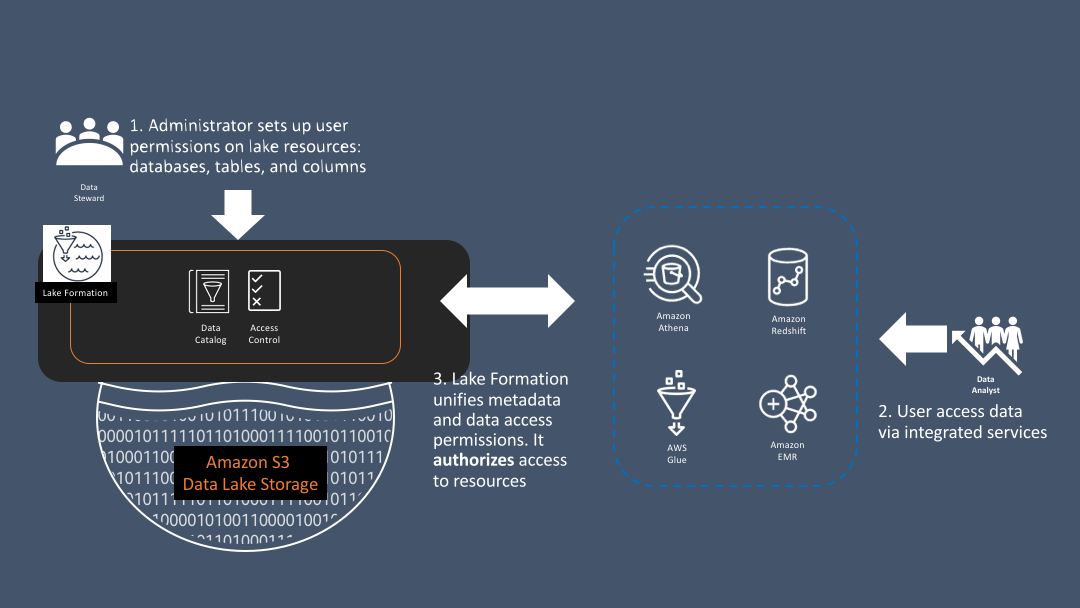 1. Administrator sets up user
permissions on lake resources:
databases, tables, and columns
Data
Steward
Lake Formation
Data
Catalog
Access
Control
Amazon S3
Data Lake Storage
3. Lake Formation
unifies metadata
and data access
permissions. It
authorizes access
to resources
Amazon
Athena
Amazon
Redshift
AWS
Glue
Amazon
EMR
Data
Analyst
2. User access data
via integrated services